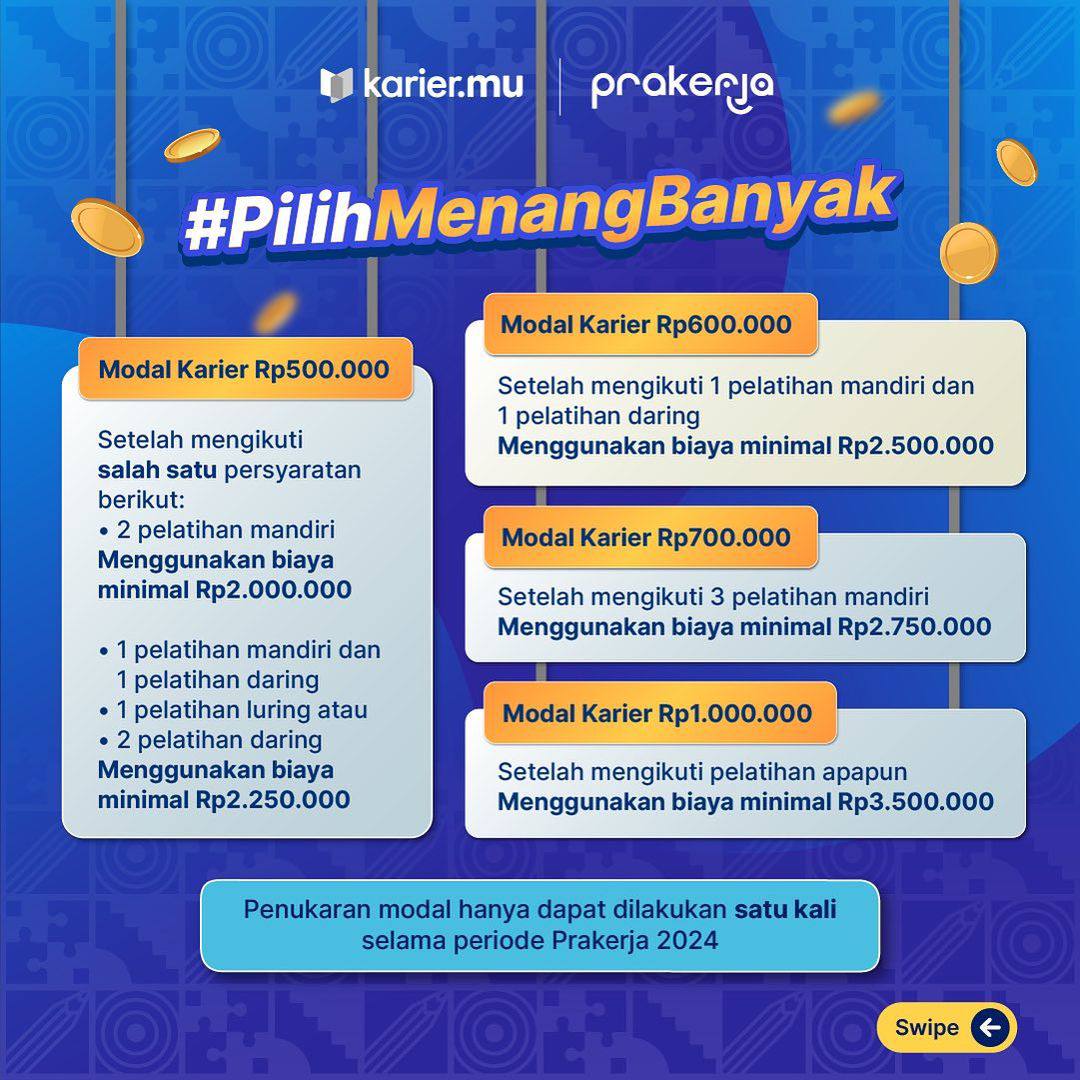 karier.mu
prakerja
#PilihMenangBanyak
Modal Karier Rp500.000
Setelah mengikuti
salah satu persyaratan
berikut:
• 2 pelatihan mandiri
Menggunakan biaya
minimal Rp2.000.000
• 1 pelatihan mandiri dan
1 pelatihan daring
• 1 pelatihan luring atau
• 2 pelatihan daring
Menggunakan biaya
minimal Rp2.250.000
Modal Karier Rp600.000
Setelah mengikuti 1 pelatihan mandiri dan
1 pelatihan daring
Menggunakan biaya minimal Rp2.500.000
Modal Karier Rp700.000
Setelah mengikuti 3 pelatihan mandiri
Menggunakan biaya minimal Rp2.750.000
Modal Karier Rp1.000.000
Setelah mengikuti pelatihan apapun
Menggunakan biaya minimal Rp3.500.000
Penukaran modal hanya dapat dilakukan satu kali
selama periode Prakerja 2024
Swipe